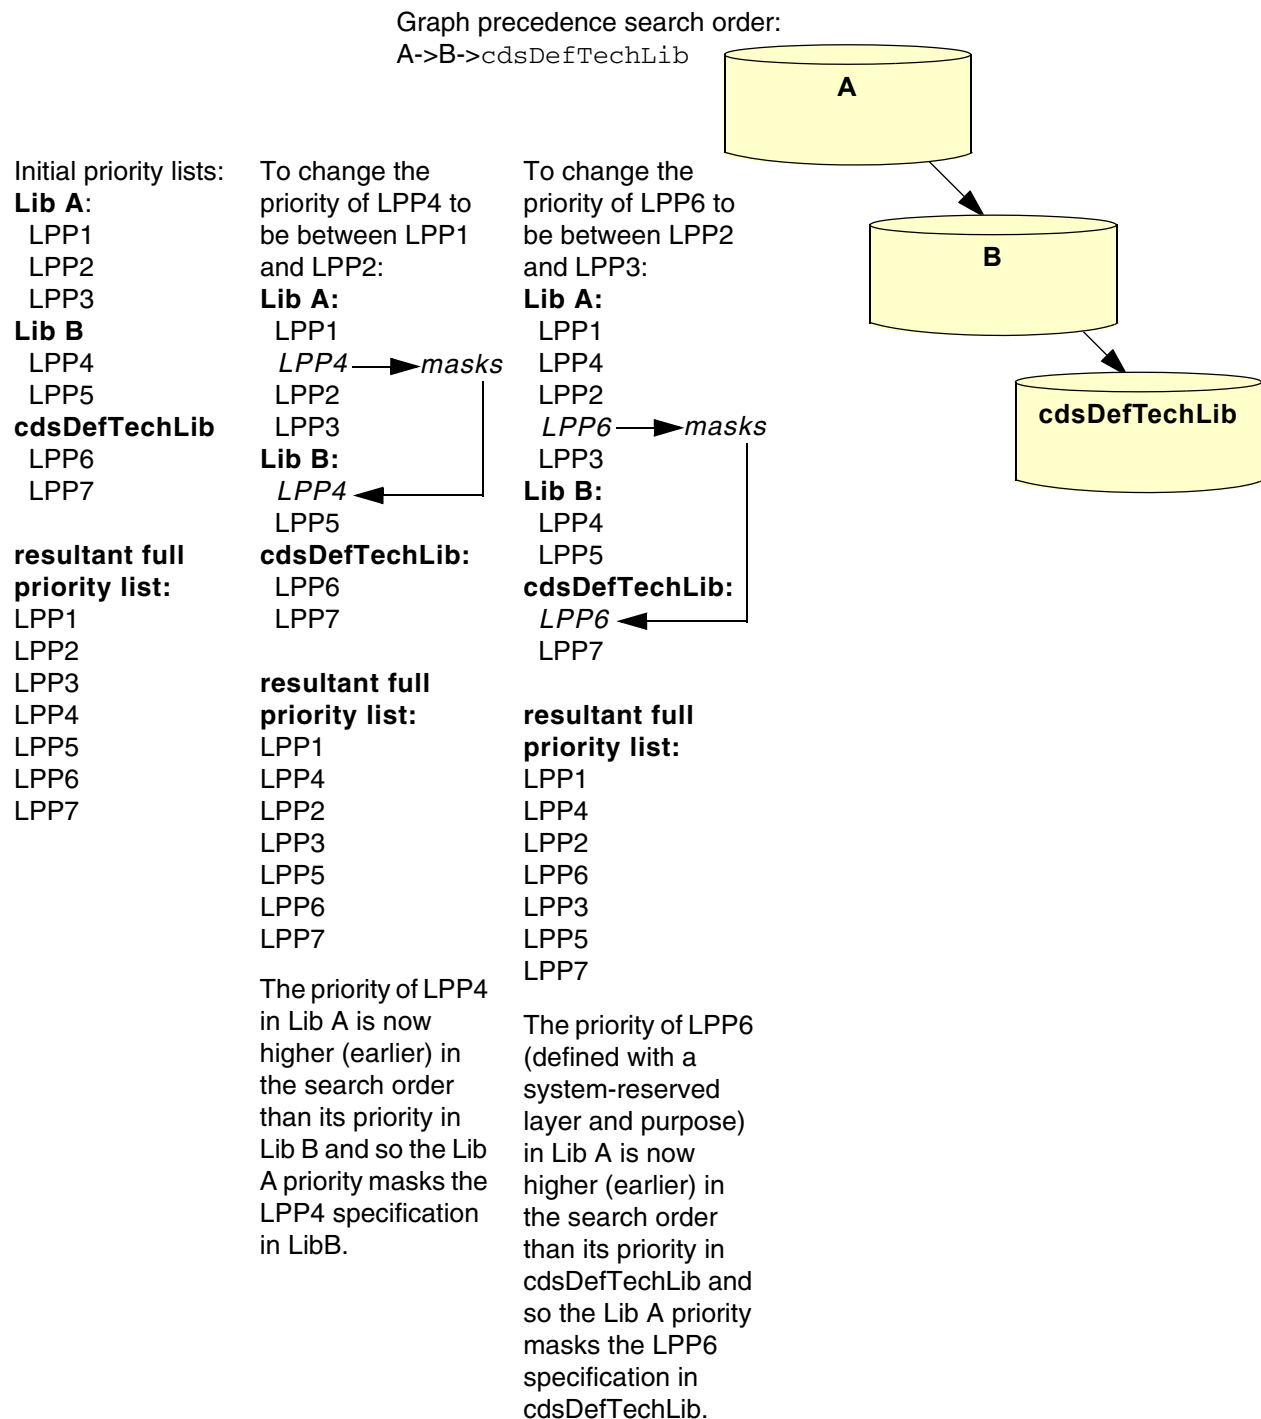 Graph precedence search order:
A->B->cdsDefTechLib
A
B
cdsDefTechLib
Initial priority lists:
Lib A:
LPP1
LPP2
LPP3
Lib B
LPP4
LPP5
cdsDefTechLib
LPP6
LPP7
resultant full
priority list:
LPP1
LPP2
LPP3
LPP4
LPP5
LPP6
LPP7
To change the
priority of LPP4 to
be between LPP1
and LPP2:
Lib A:
LPP1
LPP4 masks
LPP2
LPP3
Lib B:
LPP4
LPP5
cdsDefTechLib:
LPP6
LPP7
resultant full
priority list:
LPP1
LPP4
LPP2
LPP3
LPP5
LPP6
LPP7
The priority of LPP4
in Lib A is now
higher (earlier) in
the search order
than its priority in
Lib B and so the Lib
A priority masks the
LPP4 specification
in LibB.
To change the
priority of LPP6 to
be between LPP2
and LPP3:
Lib A:
LPP1
LPP4
LPP2
LPP6 masks
LPP3
Lib B:
LPP4
LPP5
cdsDefTechLib:
LPP6
LPP7
resultant full
priority list:
LPP1
LPP4
LPP2
LPP6
LPP3
LPP5
LPP7
The priority of LPP6
(defined with a
system-reserved
layer and purpose)
in Lib A is now
higher (earlier) in
the search order
than its priority in
cdsDefTechLib and
so the Lib A priority
masks the LPP6
specification in
cdsDefTechLib.